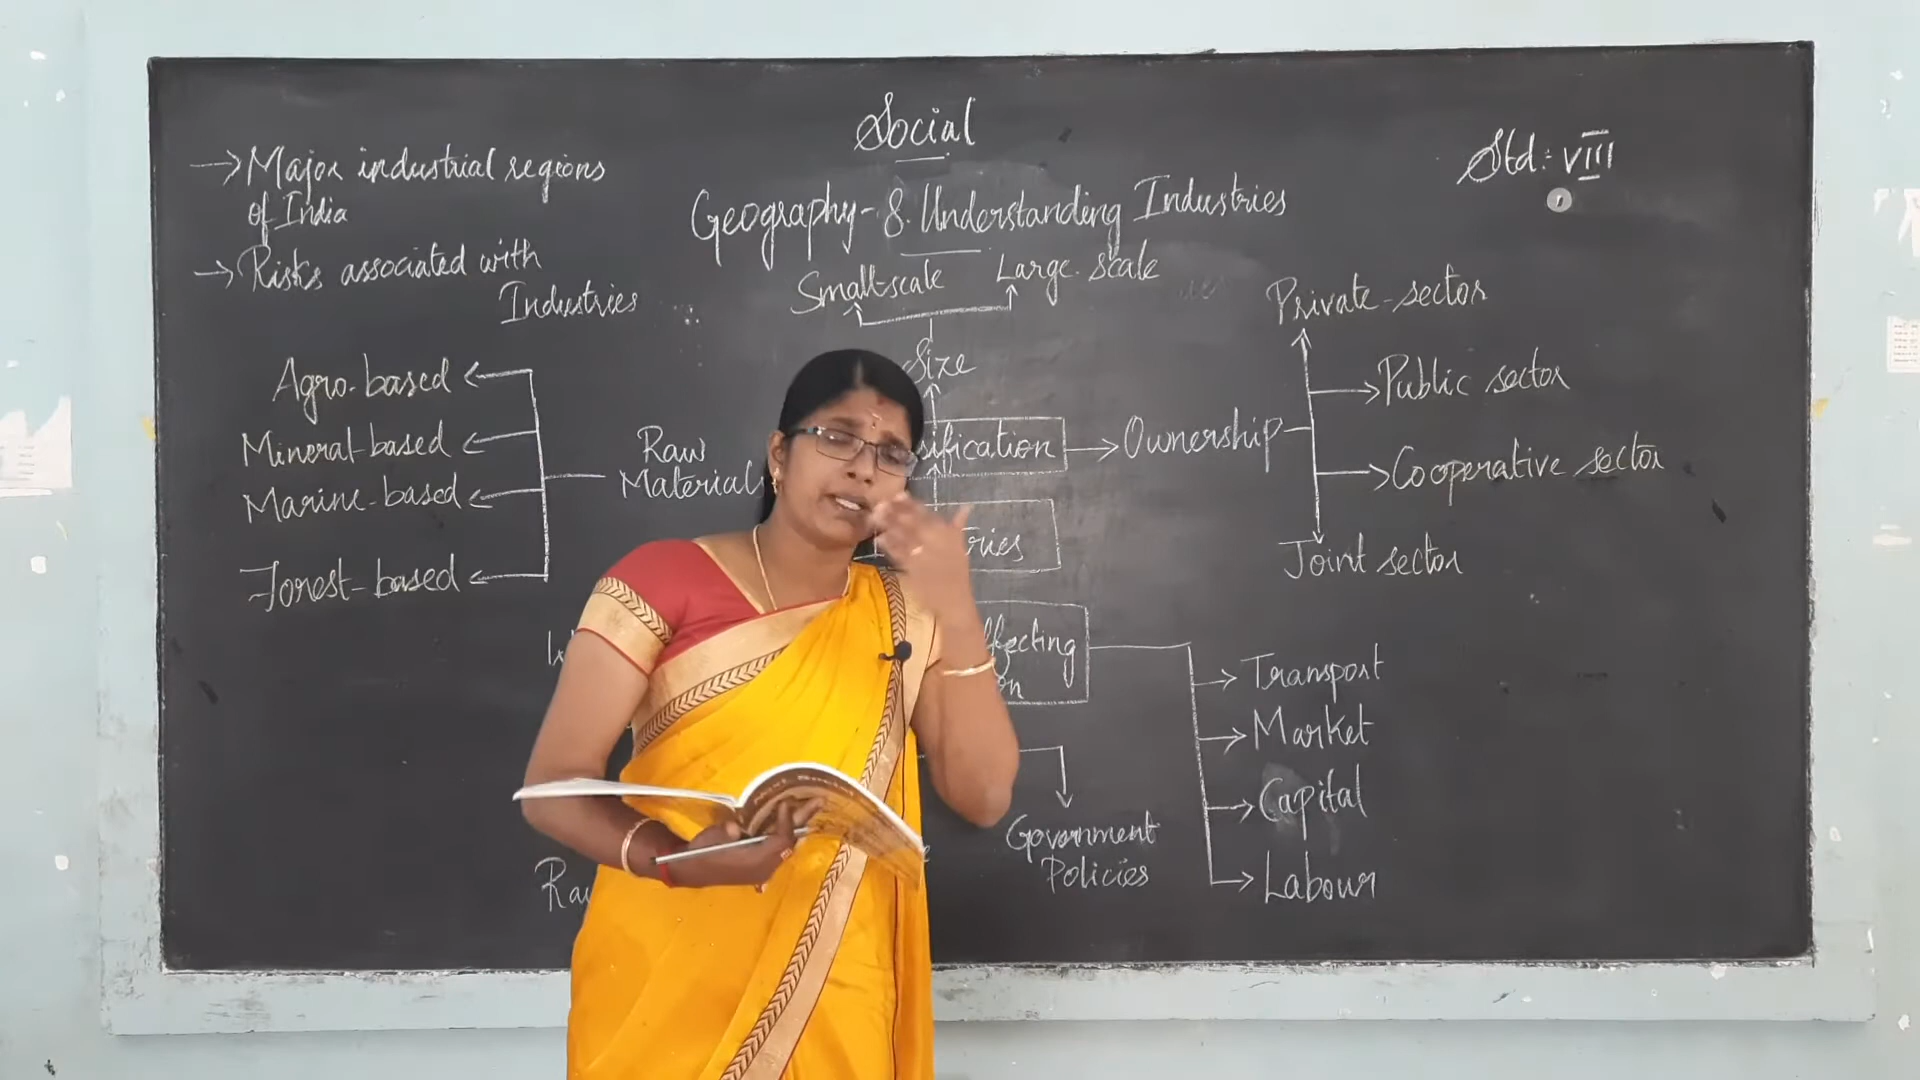 Social
Std: VIII
Geography - 8. Understanding Industries
→ Major industrial regions
of India
→ Risks associated with
Industries
Small-scale
Large-scale
Size
Agro-based
Mineral-based
Marine-based
Forest-based
Raw
Material
Ownership
Private-sector
Public sector
Cooperative sector
Joint sector
Transport
Market
Capital
Labour
Government
Policies